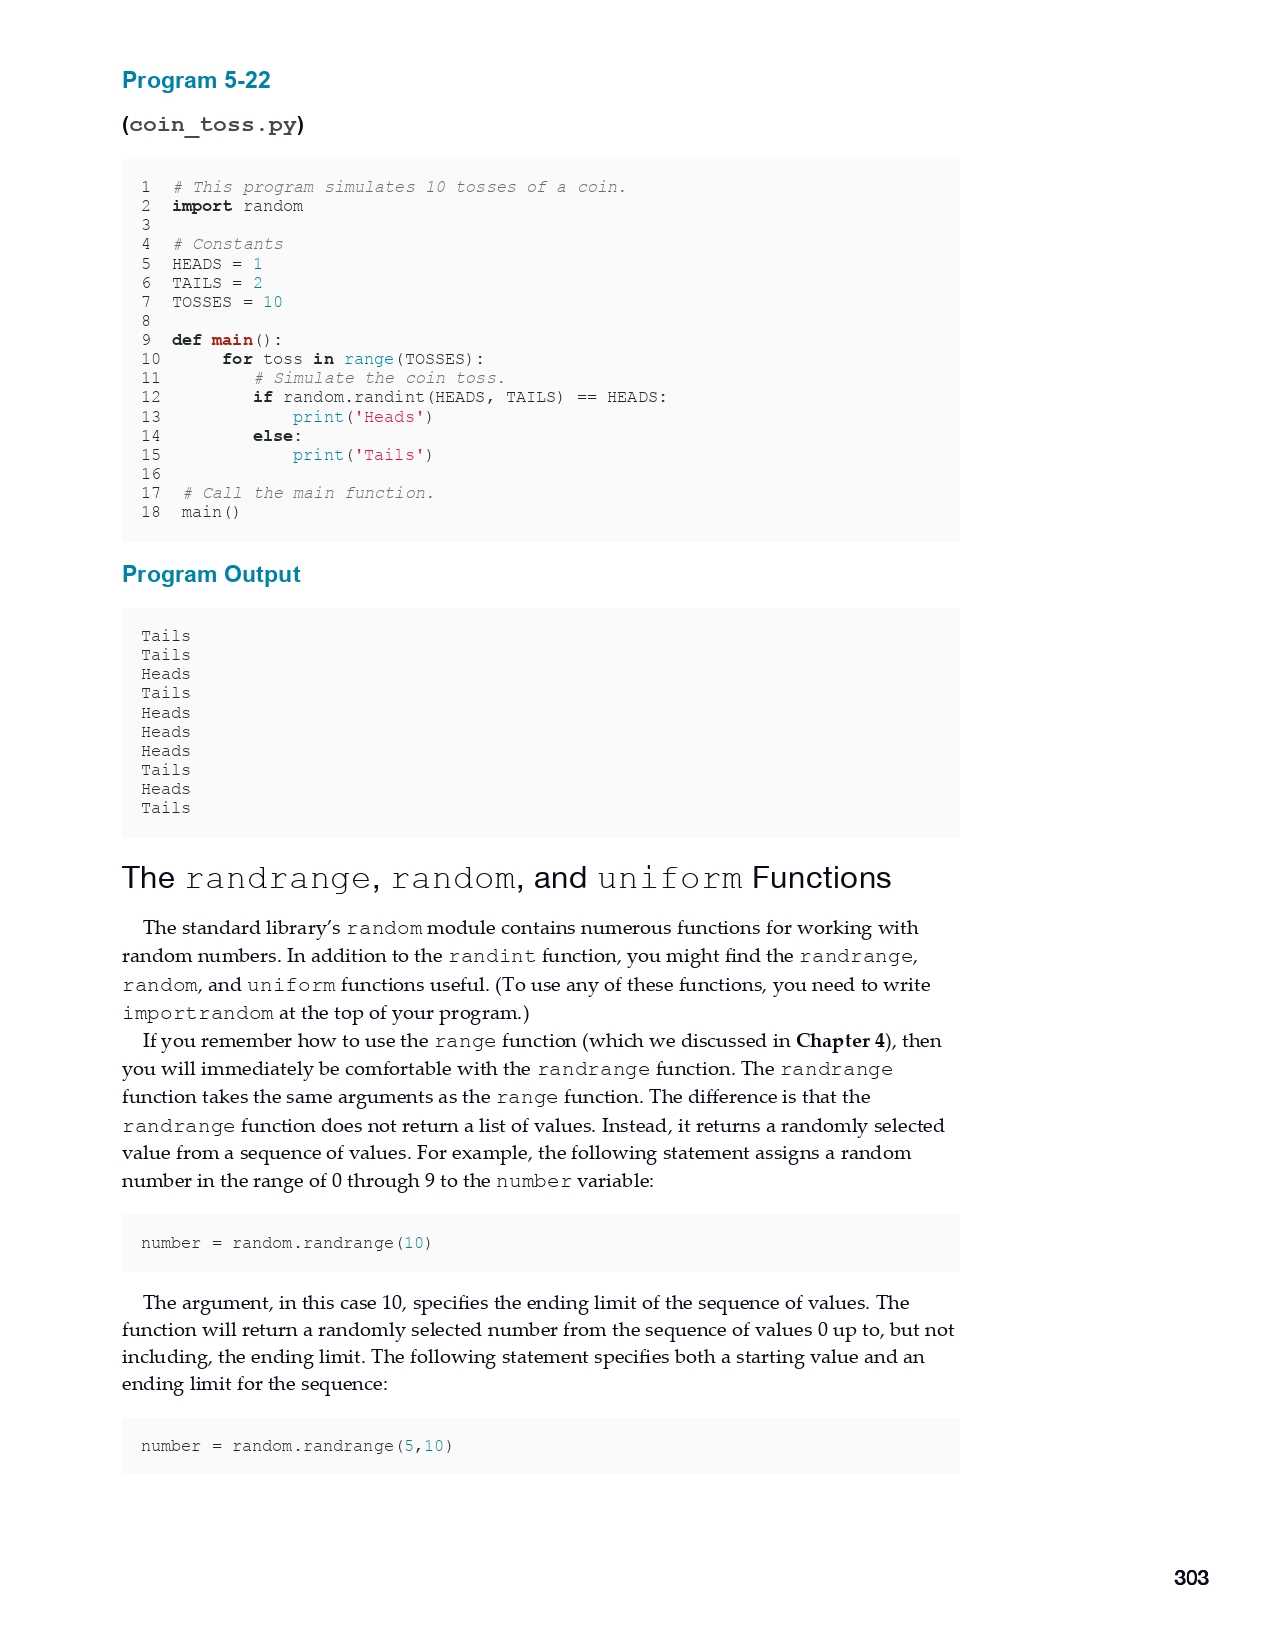 Program 5-22
(coin_toss.py)
1 # This program simulates 10 tosses of a coin.
2 import random
3
4 # Constants
5 HEADS = 1
6 TAILS = 2
7 TOSSES = 10
8
9 def main():
10 for toss in range(TOSSES):
11 # Simulate the coin toss.
12 if random.randint(HEADS, TAILS) == HEADS:
13 print('Heads')
14 else:
15 print('Tails')
16
17 # Call the main function.
18 main()
Program Output
Tails
Tails
Heads
Tails
Heads
Heads
Heads
Tails
Heads
Tails
The randrange, random, and uniform Functions
The standard library’s random module contains numerous functions for working with
random numbers. In addition to the randint function, you might find the randrange,
random, and uniform functions useful. (To use any of these functions, you need to write
importrandom at the top of your program.)
If you remember how to use the range function (which we discussed in Chapter 4), then
you will immediately be comfortable with the randrange function. The randrange
function takes the same arguments as the range function. The difference is that the
randrange function does not return a list of values. Instead, it returns a randomly selected
value from a sequence of values. For example, the following statement assigns a random
number in the range of 0 through 9 to the number variable:
number = random.randrange(10)
The argument, in this case 10, specifies the ending limit of the sequence of values. The
function will return a randomly selected number from the sequence of values 0 up to, but not
including, the ending limit. The following statement specifies both a starting value and an
ending limit for the sequence:
number = random.randrange(5,10)
303